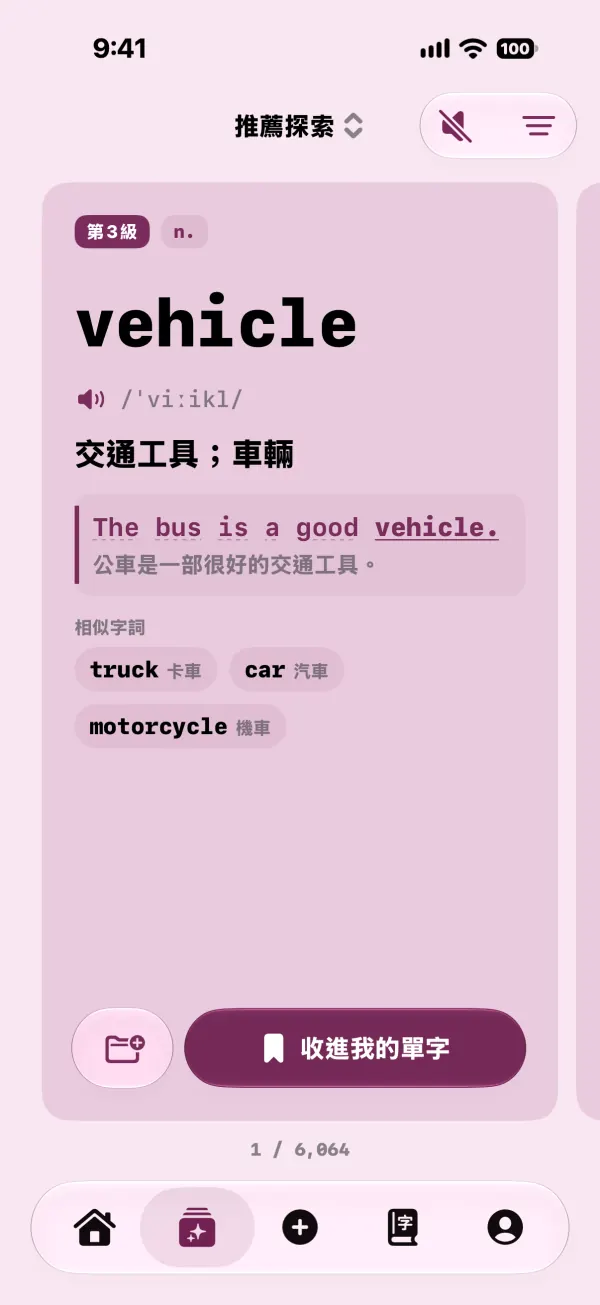 9:41
100
推薦探索
第3級 n.
vehicle
/ˈviːikl/
交通工具；車輛
The bus is a good vehicle.
公車是一部很好的交通工具。
相似字詞
truck 卡車 car 汽車
motorcycle 機車
收進我的單字
1 / 6,064
字